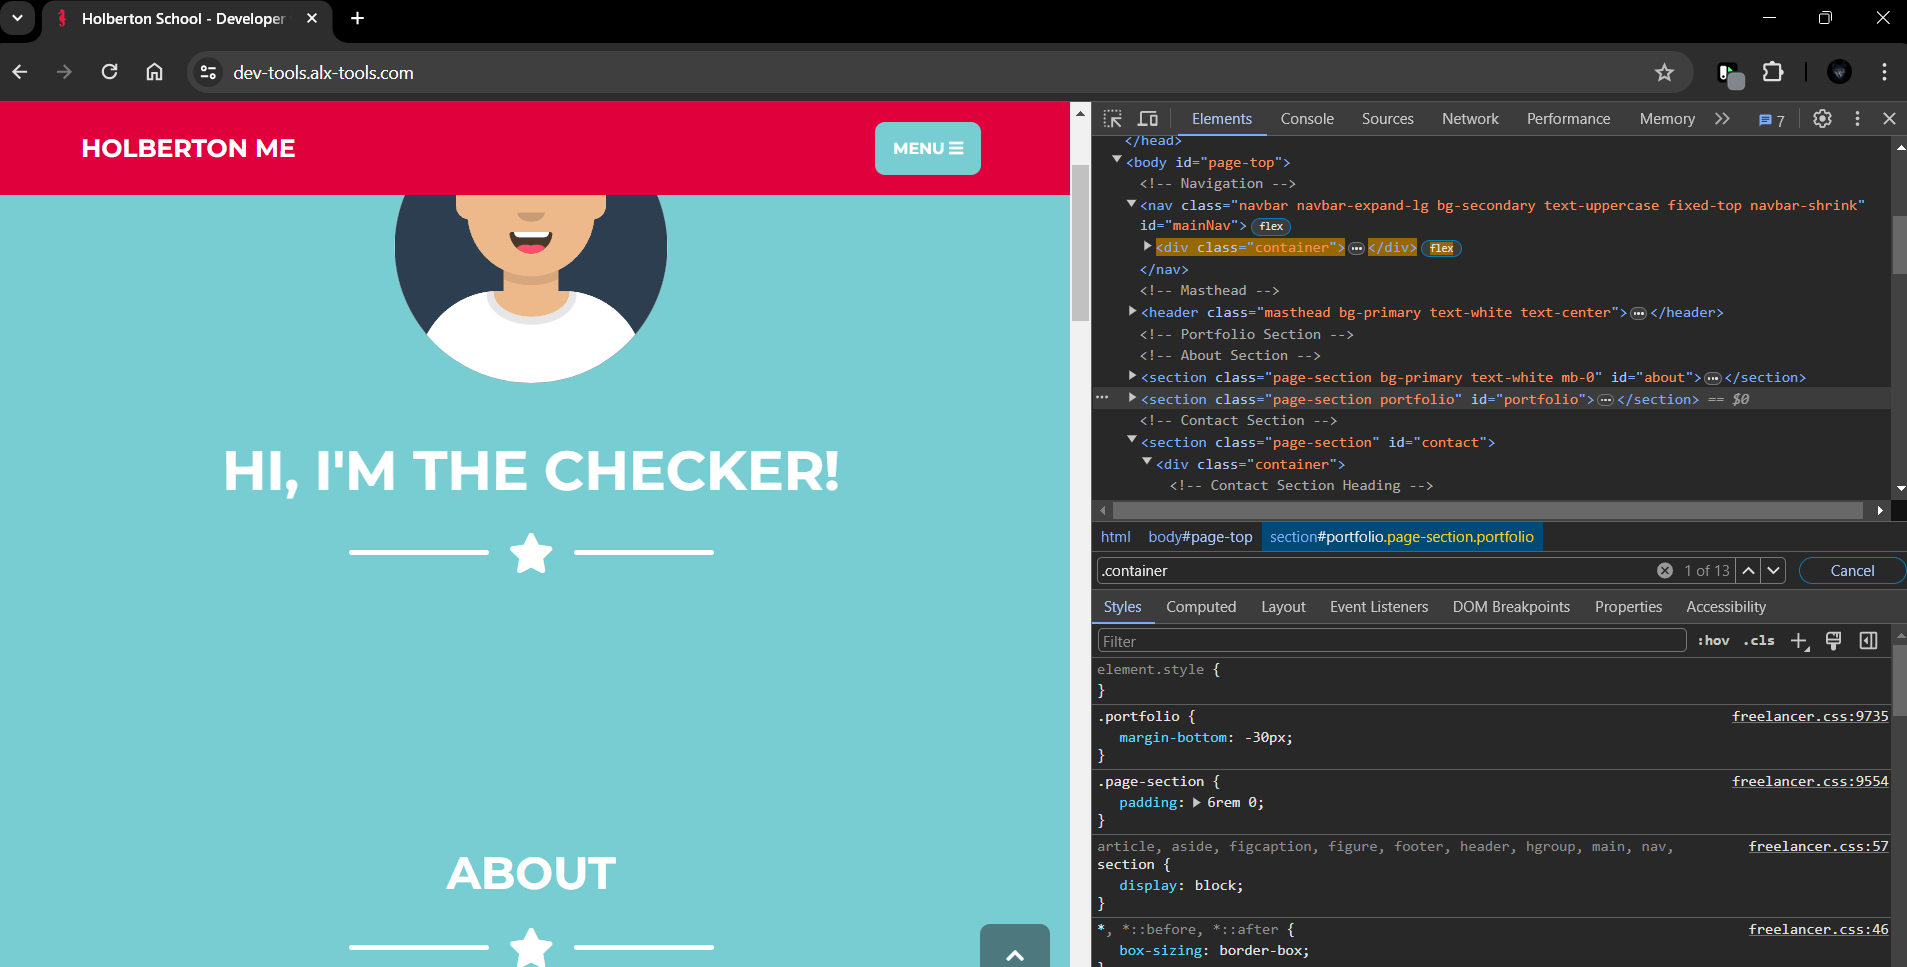 Holberton School - Developer
dev-tools.alx-tools.com
HOLBERTON ME
MENU
HI, I'M THE CHECKER!
ABOUT
Elements Console Sources Network Performance Memory 7
</head>
<body id="page-top">
<!-- Navigation -->
<nav class="navbar navbar-expand-lg bg-secondary text-uppercase fixed-top navbar-shrink"
id="mainNav"> flex
<div class="container"> … </div> flex
</nav>
<!-- Masthead -->
<header class="masthead bg-primary text-white text-center"> … </header>
<!-- Portfolio Section -->
<!-- About Section -->
<section class="page-section bg-primary text-white mb-0" id="about"> … </section>
<section class="page-section portfolio" id="portfolio"> … </section> == $0
<!-- Contact Section -->
<section class="page-section" id="contact">
<div class="container">
<!-- Contact Section Heading -->
html body#page-top section#portfolio.page-section.portfolio
.container 1 of 13 Cancel
Styles Computed Layout Event Listeners DOM Breakpoints Properties Accessibility
Filter :hov .cls
element.style {
}
.portfolio { freelancer.css:9735
margin-bottom: -30px;
}
.page-section { freelancer.css:9554
padding: 6rem 0;
}
article, aside, figcaption, figure, footer, header, hgroup, main, nav, freelancer.css:57
section {
display: block;
}
*, *::before, *::after { freelancer.css:46
box-sizing: border-box;
}